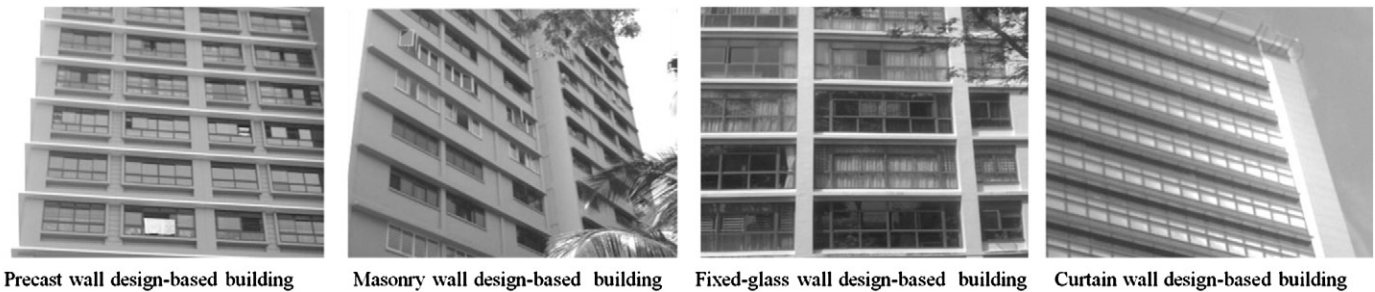 Precast wall design-based building
Masonry wall design-based building
Fixed-glass wall design-based building
Curtain wall design-based building